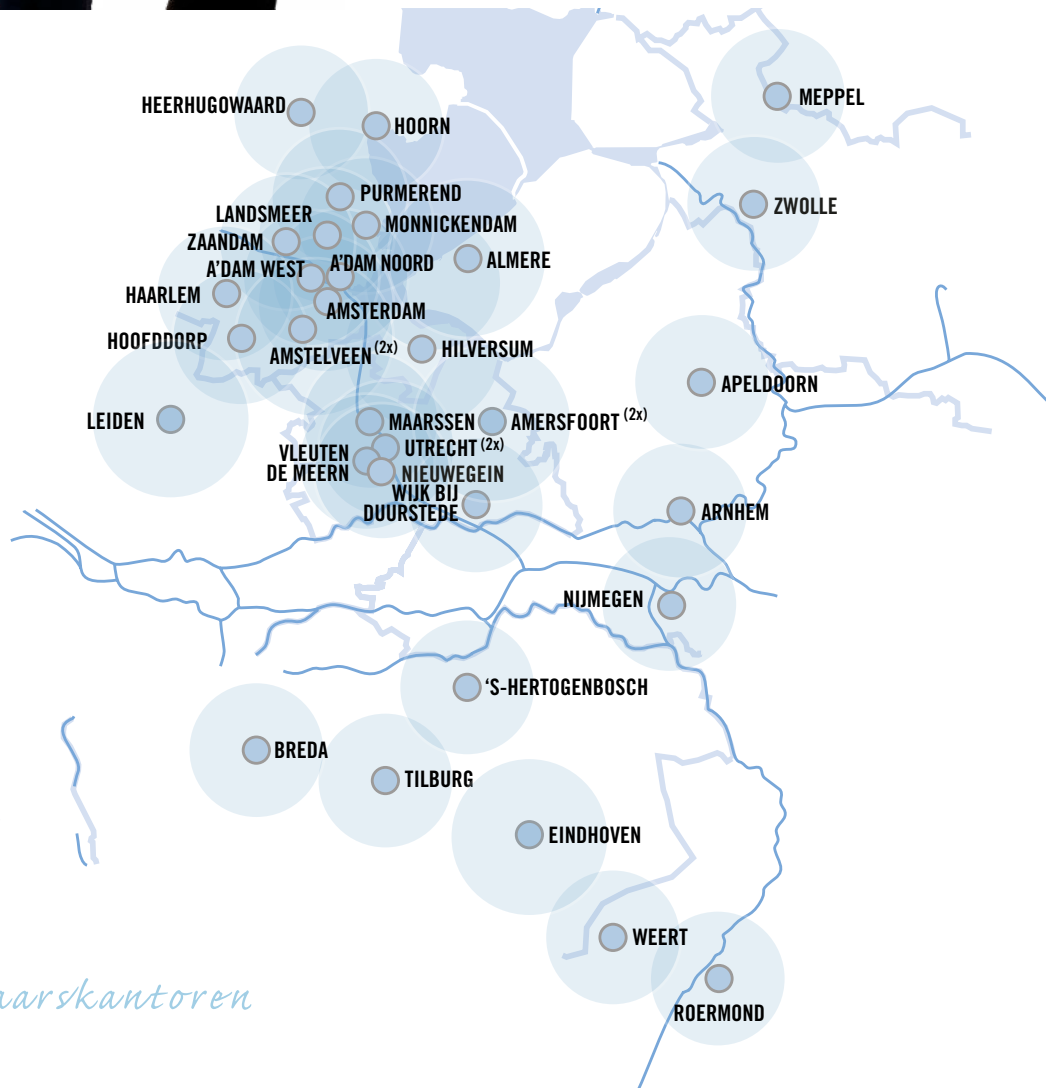 HEERHUGOWAARD
HOORN
MEPPEL
PURMEREND
ZWOLLE
LANDSMEER
MONNICKENDAM
ZAANDAM
A'DAM WEST
A'DAM NOORD
ALMERE
HAARLEM
AMSTERDAM
HOOFDDORP
AMSTELVEEN (2x)
HILVERSUM
APELDOORN
LEIDEN
MAARSSEN
AMERSFOORT (2x)
UTRECHT (2x)
VLEUTEN
DE MEERN
NIEUWEGEIN
WIJK BIJ
DUURSTEDE
ARNHEM
NIJMEGEN
‘S-HERTOGENBOSCH
BREDA
TILBURG
EINDHOVEN
WEERT
aarskantoren
ROERMOND